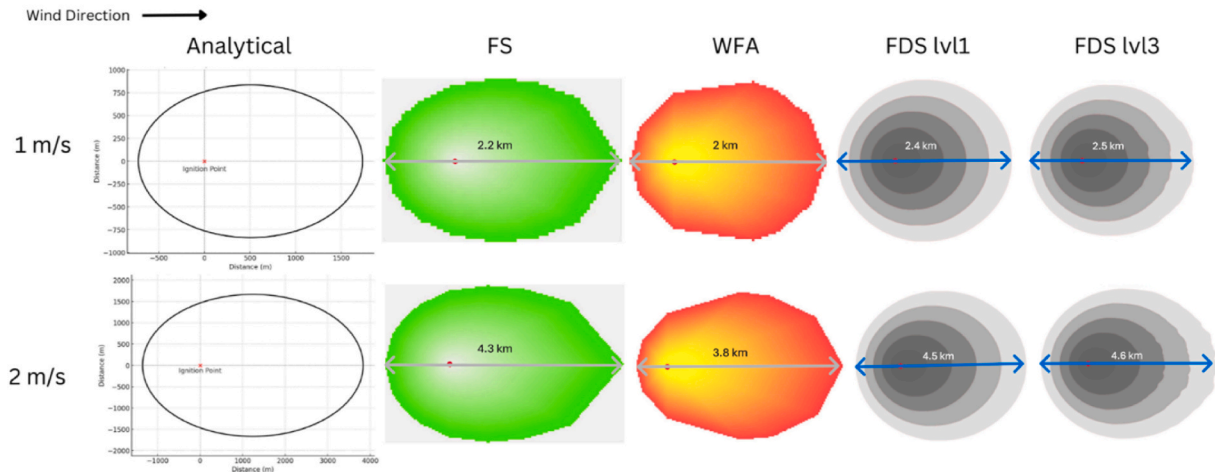 Wind Direction
Analytical
FS
WFA
FDS lvl1
FDS lvl3
1 m/s
1000
750
500
250
0
−250
−500
−750
−1000
Distance (m)
Ignition Point
−500
0
500
1000
1500
Distance (m)
2.2 km
2 km
2.4 km
2.5 km
2 m/s
2000
1500
1000
500
0
−500
−1000
−1500
−2000
Distance (m)
Ignition Point
−1000
0
1000
2000
3000
4000
Distance (m)
4.3 km
3.8 km
4.5 km
4.6 km